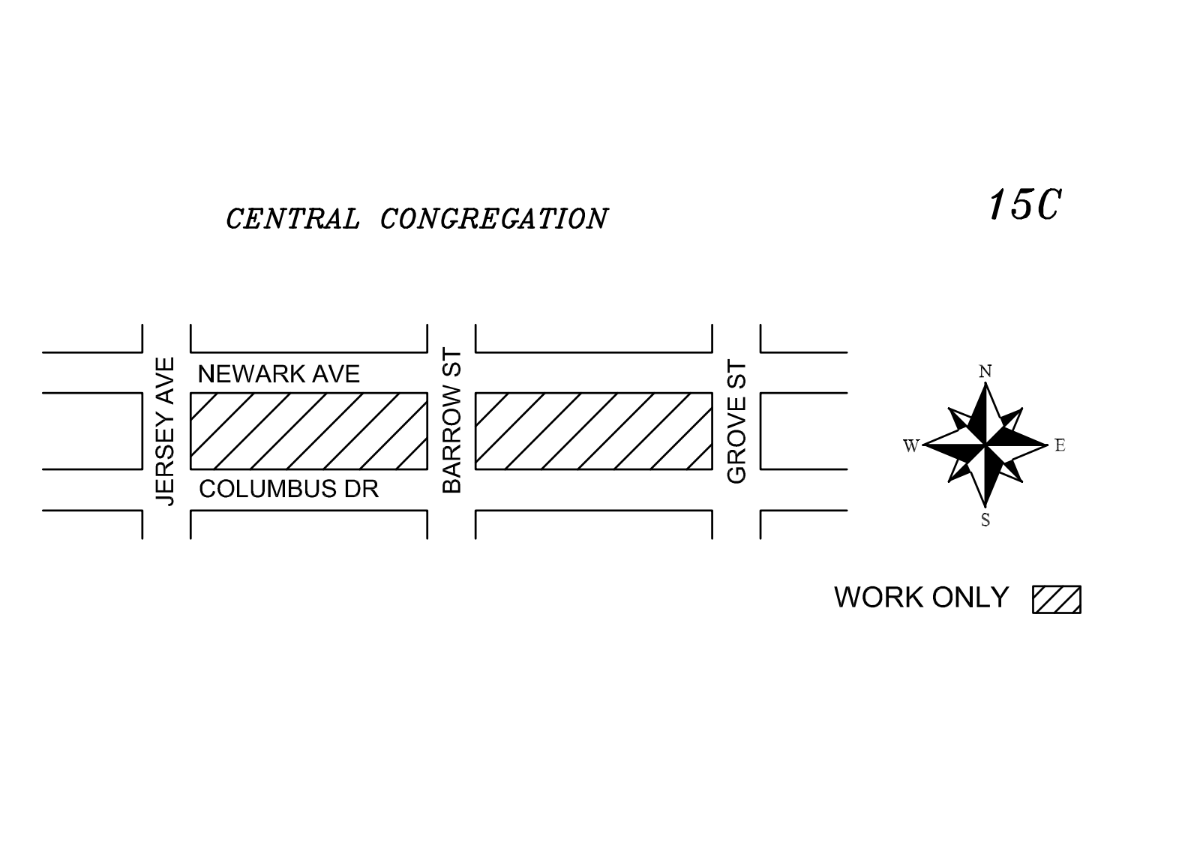 15C
CENTRAL CONGREGATION
JERSEY AVE
NEWARK AVE
BARROW ST
GROVE ST
COLUMBUS DR
N
W
E
S
WORK ONLY